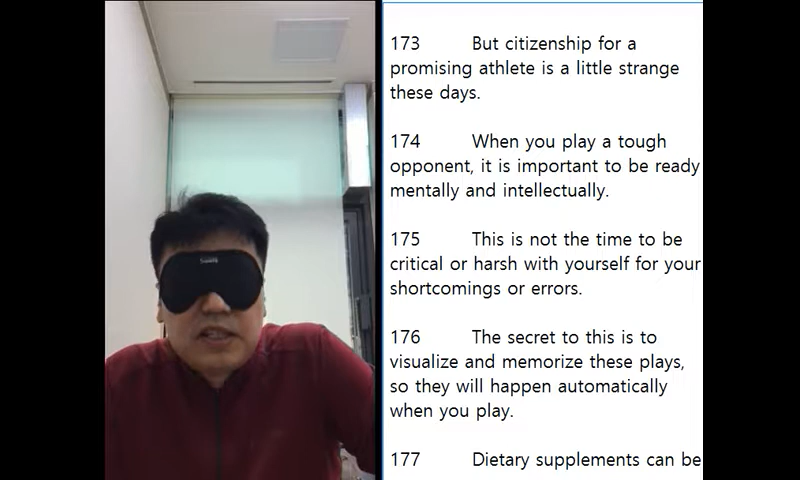 173 But citizenship for a
promising athlete is a little strange
these days.
174 When you play a tough
opponent, it is important to be ready
mentally and intellectually.
175 This is not the time to be
critical or harsh with yourself for your
shortcomings or errors.
176 The secret to this is to
visualize and memorize these plays,
so they will happen automatically
when you play.
177 Dietary supplements can be